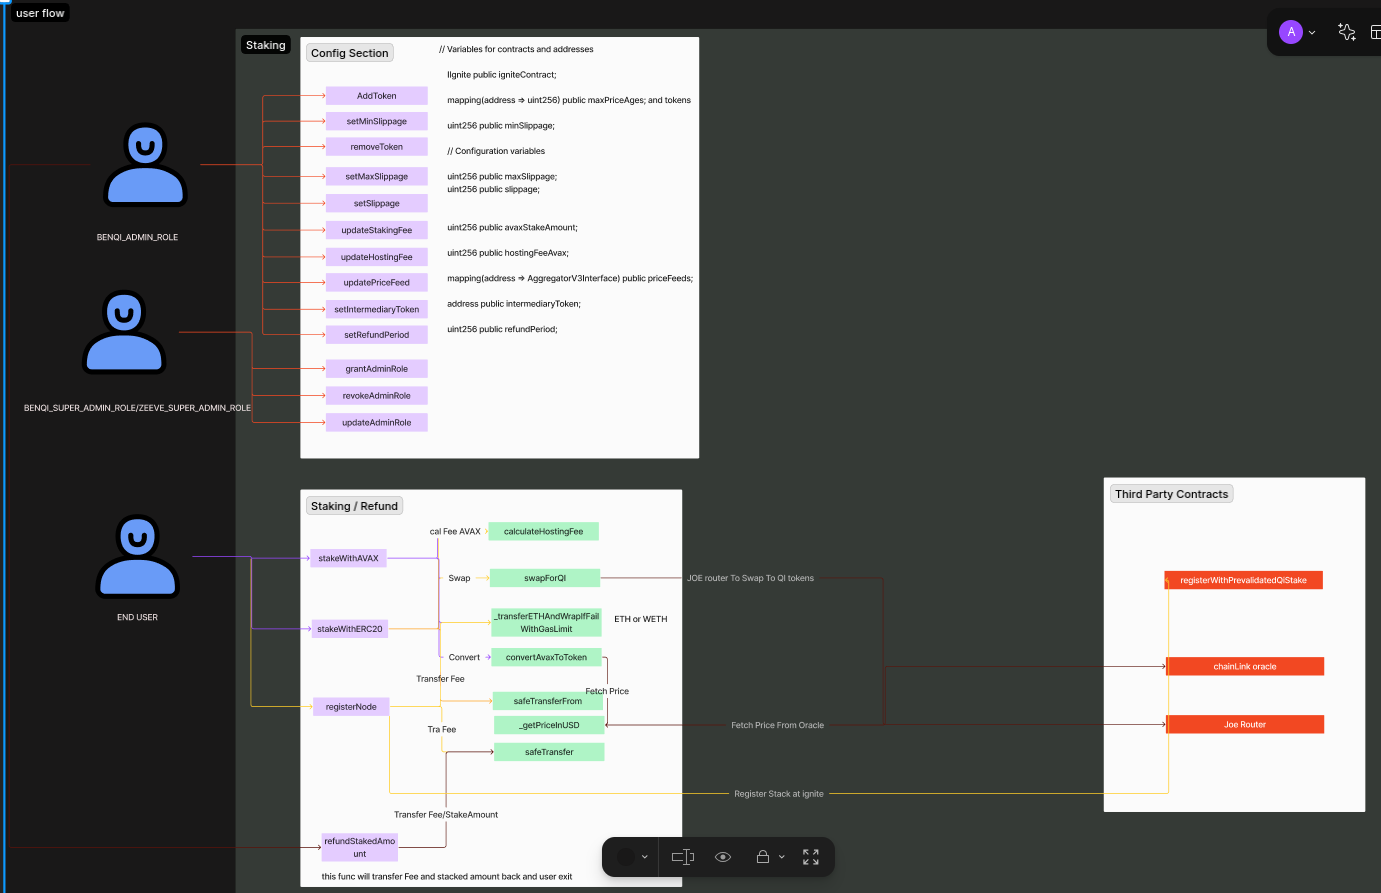 user flow
Staking
A
Config Section
// Variables for contracts and addresses
IIgnite public igniteContract;
mapping(address => uint256) public maxPriceAges; and tokens
uint256 public minSlippage;
// Configuration variables
uint256 public maxSlippage;
uint256 public slippage;
uint256 public avaxStakeAmount;
uint256 public hostingFeeAvax;
mapping(address => AggregatorV3Interface) public priceFeeds;
address public intermediaryToken;
uint256 public refundPeriod;
AddToken
setMinSlippage
removeToken
setMaxSlippage
setSlippage
updateStakingFee
updateHostingFee
updatePriceFeed
setIntermediaryToken
setRefundPeriod
grantAdminRole
revokeAdminRole
updateAdminRole
BENQI_ADMIN_ROLE
BENQI_SUPER_ADMIN_ROLE/ZEEVE_SUPER_ADMIN_ROLE
END USER
Staking / Refund
cal Fee AVAX
calculateHostingFee
stakeWithAVAX
Swap
swapForQI
JOE router To Swap To QI tokens
stakeWithERC20
_transferETHAndWrapIfFail
WithGasLimit
ETH or WETH
Convert
convertAvaxToToken
Transfer Fee
Fetch Price
registerNode
safeTransferFrom
_getPriceInUSD
Fetch Price From Oracle
Tra Fee
safeTransfer
Register Stack at ignite
Transfer Fee/StakeAmount
refundStakedAmo
unt
this func will transfer Fee and stacked amount back and user exit
Third Party Contracts
registerWithPrevalidatedQiStake
chainLink oracle
Joe Router